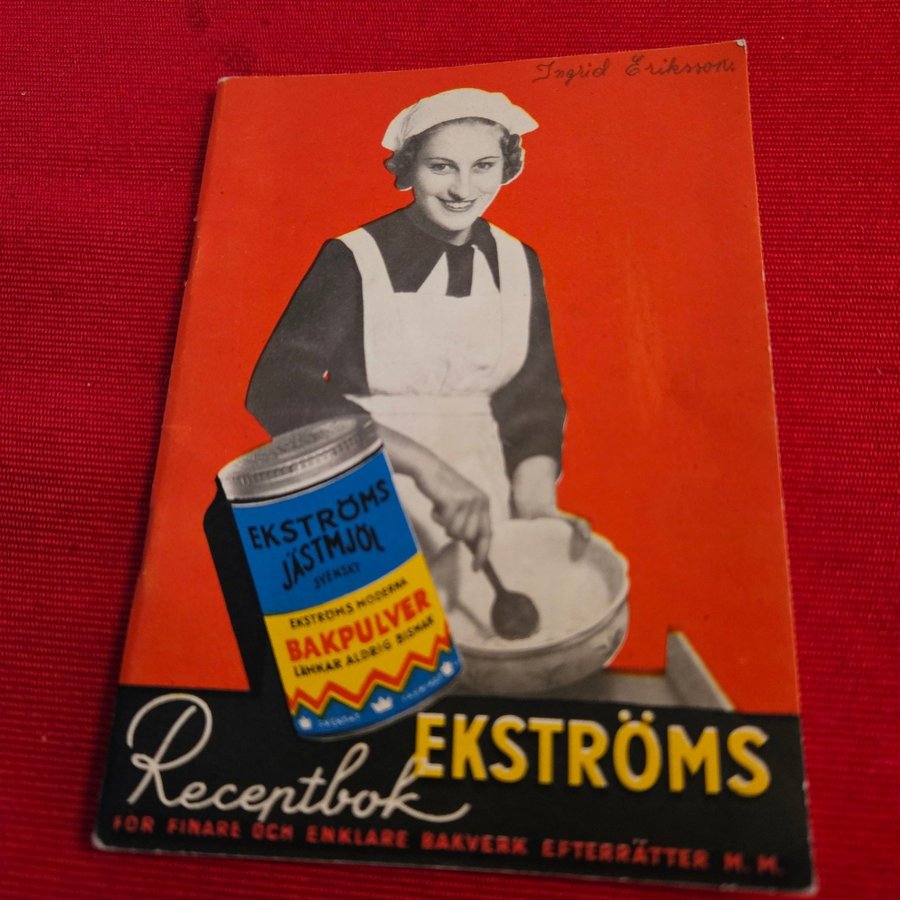 Ingrid Eriksson.
EKSTRÖMS
JÄSTMJÖL
SVENSKT
EKSTRÖMS MODERNA
BAKPULVER
LÄMNAR ALDRIG BISMAK
EKSTRÖMS
Receptbok
FÖR FINARE OCH ENKLARE BAKVERK EFTERRÄTTER M. M.